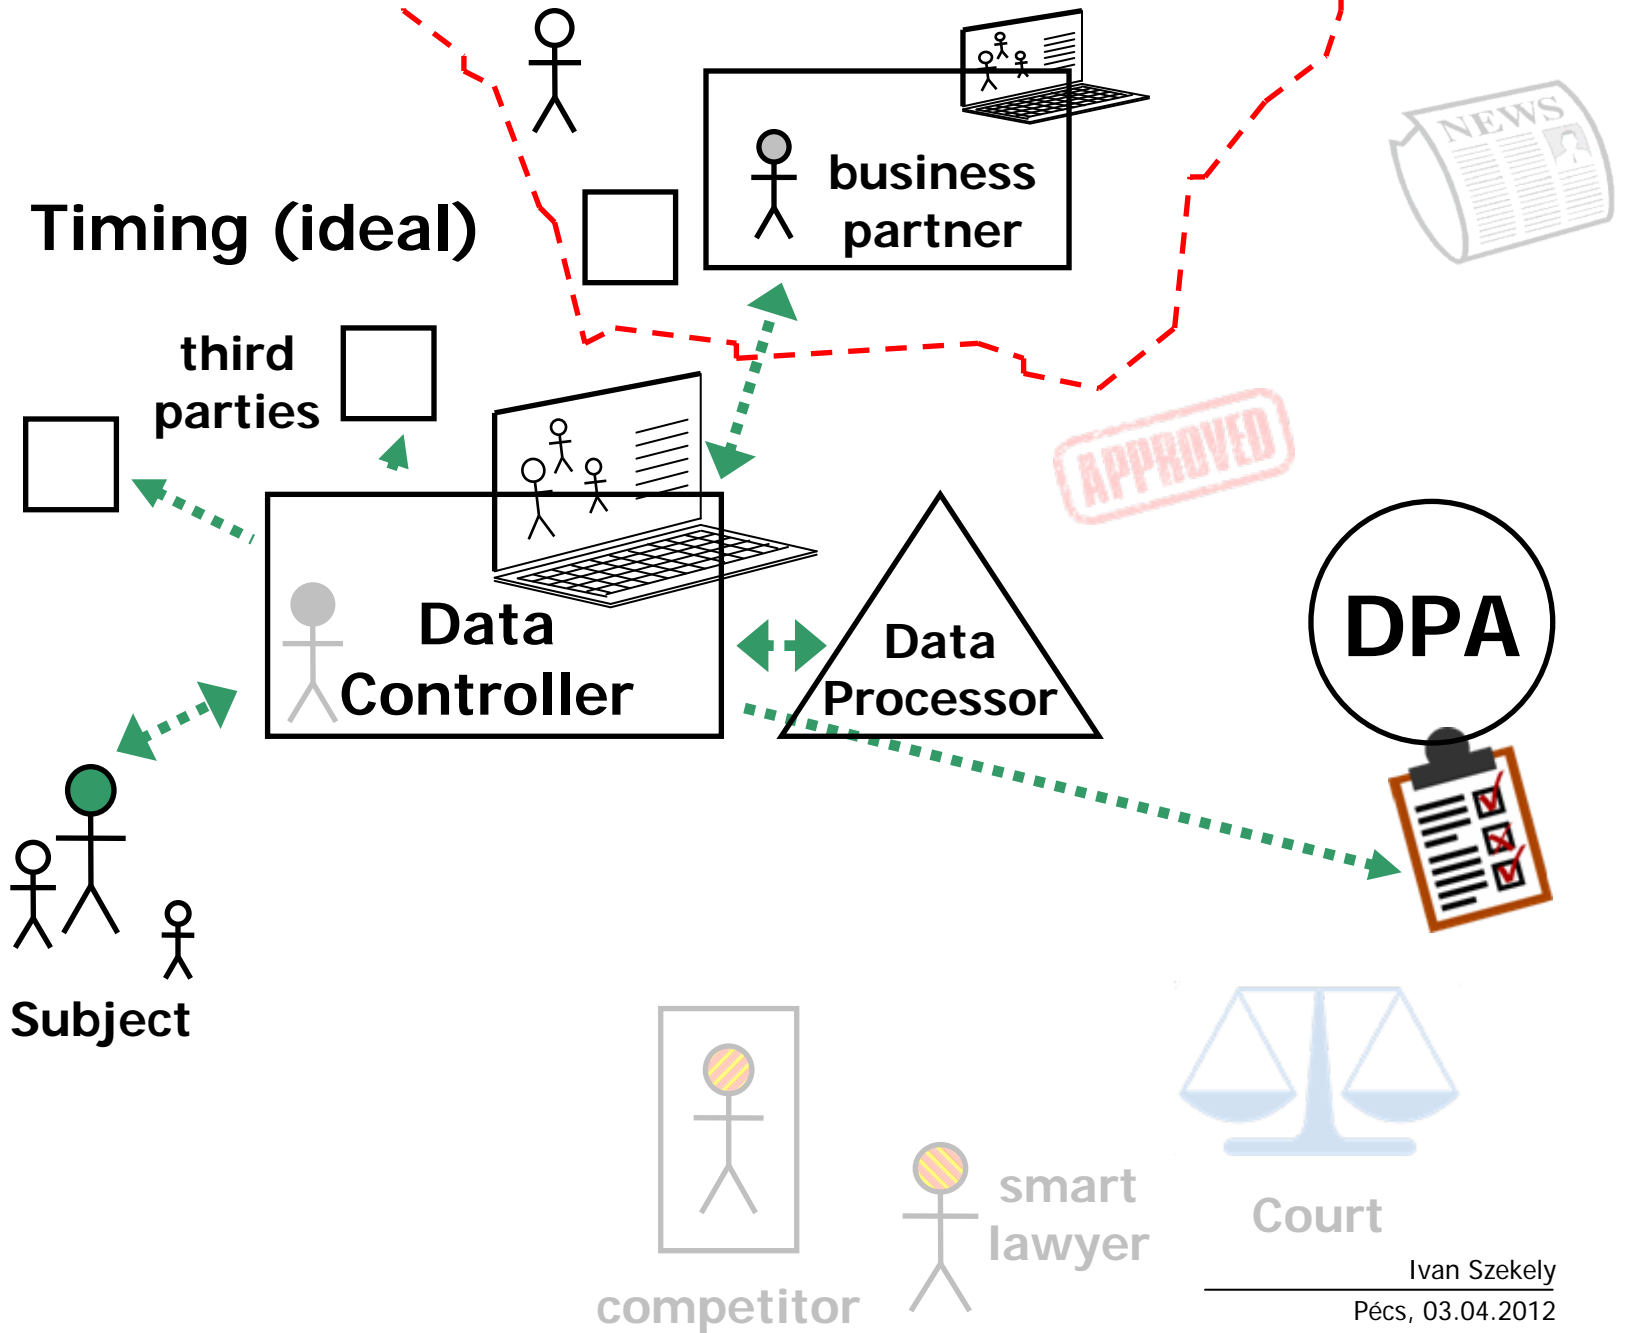 NEWS
business
partner
Timing (ideal)
third
parties
APPROVED
Data
Controller
Data
Processor
DPA
Subject
smart
lawyer
Court
competitor
Ivan Szekely
Pécs, 03.04.2012